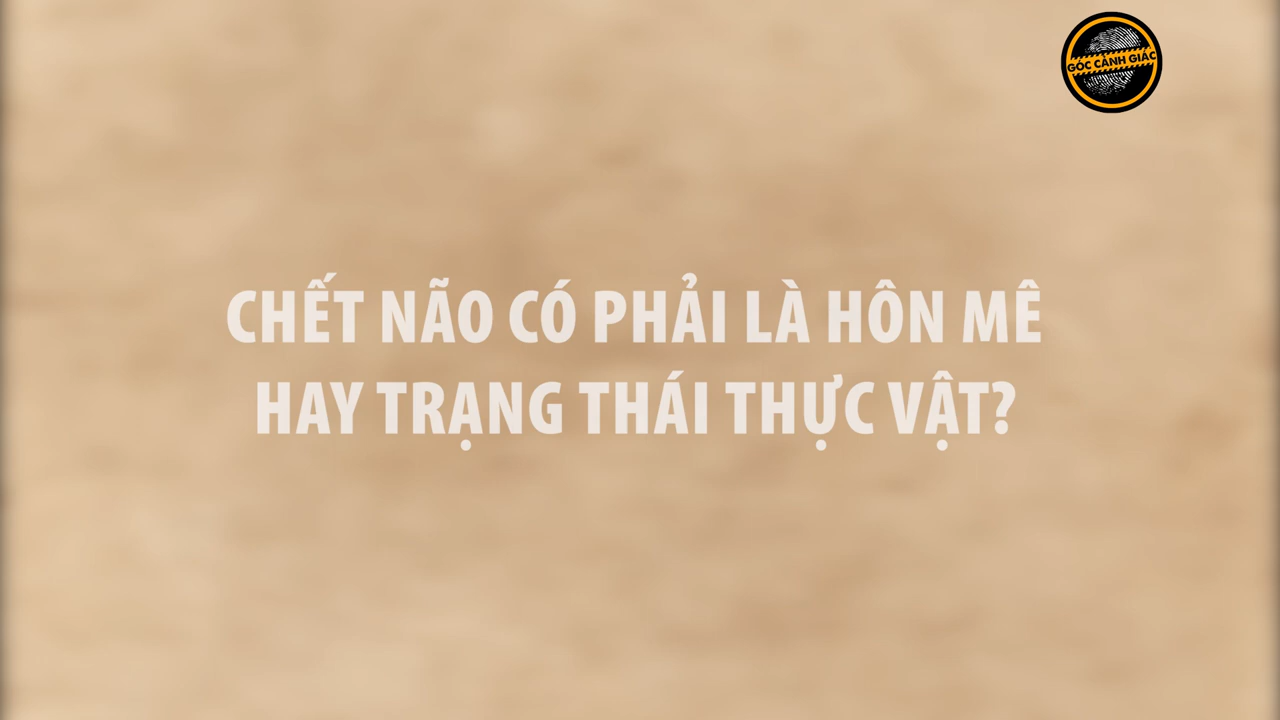 GÓC CẢNH GIÁC
CHẾT NÃO CÓ PHẢI LÀ HÔN MÊ
HAY TRẠNG THÁI THỰC VẬT?